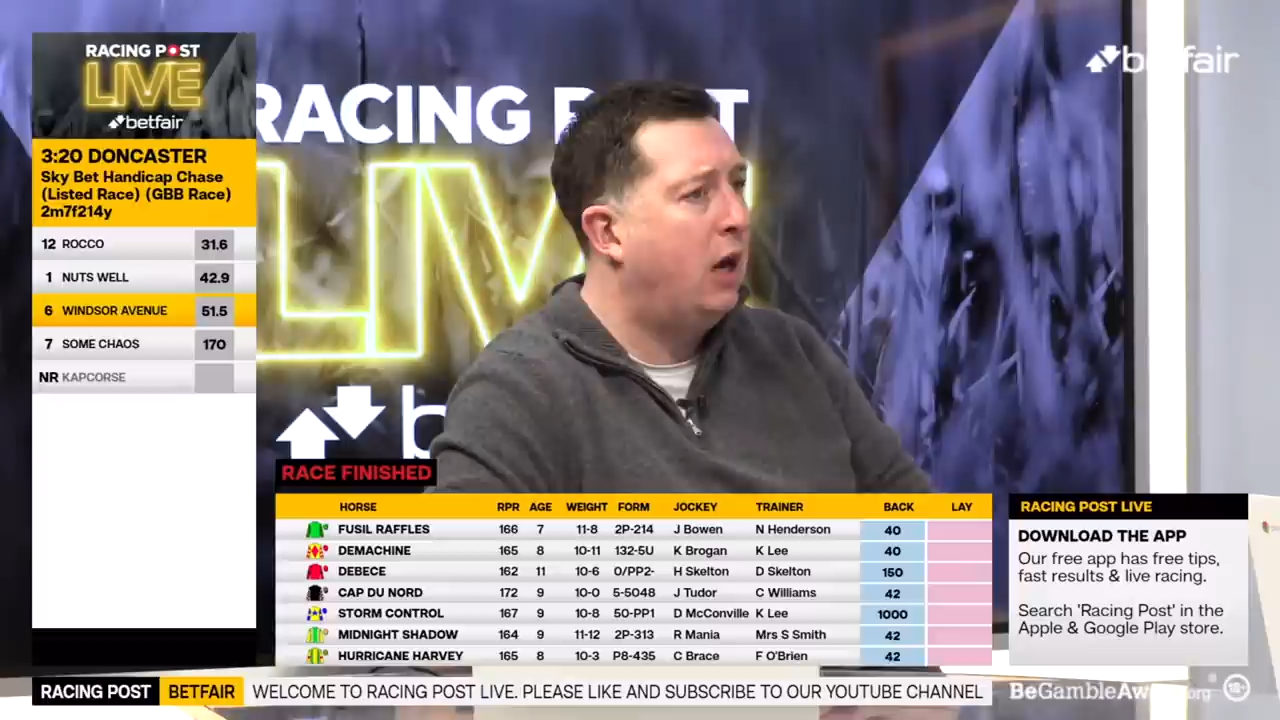 RACING POST
LIVE
betfair
3:20 DONCASTER
Sky Bet Handicap Chase
(Listed Race) (GBB Race)
2m7f214y
12 ROCCO 31.6
1 NUTS WELL 42.9
6 WINDSOR AVENUE 51.5
7 SOME CHAOS 170
NR KAPCORSE
betfair
RACING P ST
LIV
b
RACE FINISHED
HORSE RPR AGE WEIGHT FORM JOCKEY TRAINER BACK LAY
FUSIL RAFFLES 166 7 11-8 2P-214 J Bowen N Henderson 40
DEMACHINE 165 8 10-11 132-5U K Brogan K Lee 40
DEBECE 162 11 10-6 0/PP2- H Skelton D Skelton 150
CAP DU NORD 172 9 10-0 5-5048 J Tudor C Williams 42
STORM CONTROL 167 9 10-8 50-PP1 D McConville K Lee 1000
MIDNIGHT SHADOW 164 9 11-12 2P-313 R Mania Mrs S Smith 42
HURRICANE HARVEY 165 8 10-3 P8-435 C Brace F O'Brien 42
RACING POST LIVE
DOWNLOAD THE APP
Our free app has free tips,
fast results & live racing.
Search 'Racing Post' in the
Apple & Google Play store.
RACING POST BETFAIR WELCOME TO RACING POST LIVE. PLEASE LIKE AND SUBSCRIBE TO OUR YOUTUBE CHANNEL
BeGambleAware.org 18+